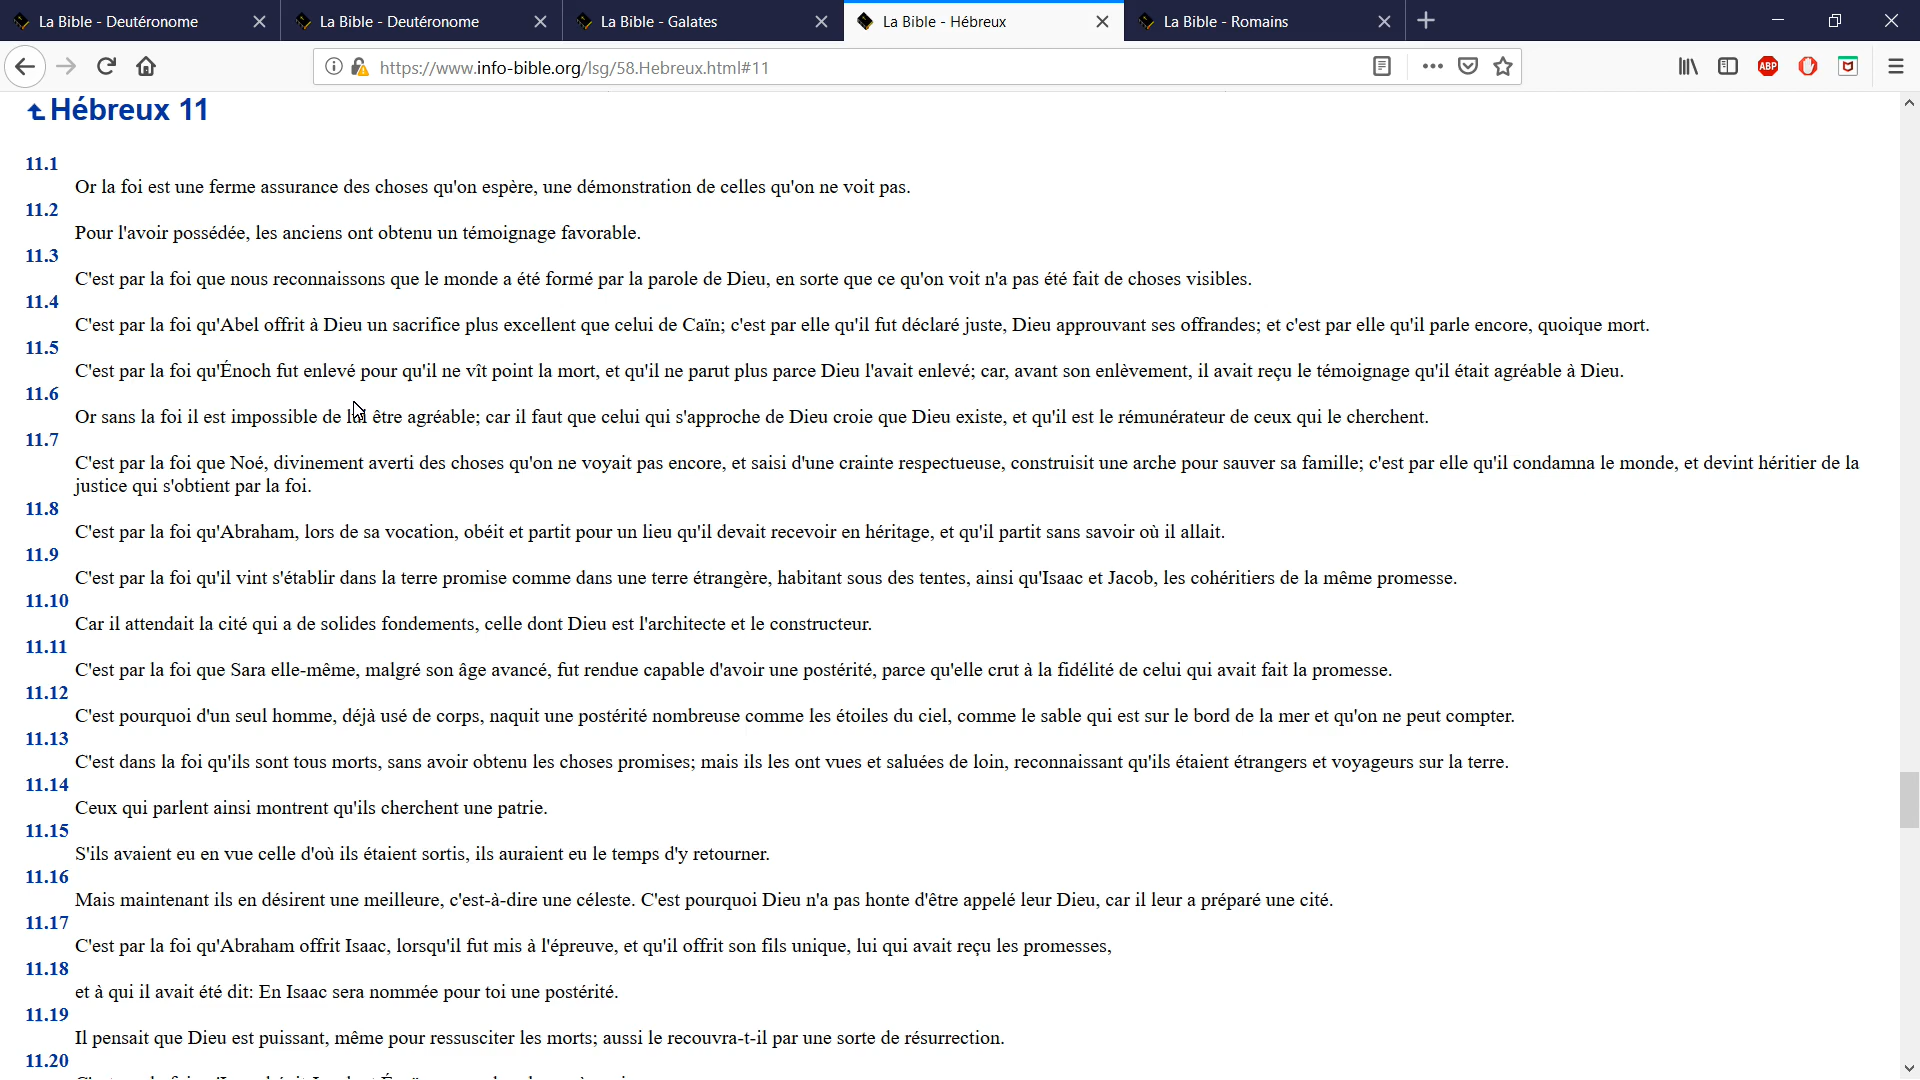 La Bible - Deutéronome
La Bible - Deutéronome
La Bible - Galates
La Bible - Hébreux
La Bible - Romains
https://www.info-bible.org/lsg/58.Hebreux.html#11
ABP
Hébreux 11
11.1
Or la foi est une ferme assurance des choses qu'on espère, une démonstration de celles qu'on ne voit pas.
11.2
Pour l'avoir possédée, les anciens ont obtenu un témoignage favorable.
11.3
C'est par la foi que nous reconnaissons que le monde a été formé par la parole de Dieu, en sorte que ce qu'on voit n'a pas été fait de choses visibles.
11.4
C'est par la foi qu'Abel offrit à Dieu un sacrifice plus excellent que celui de Caïn; c'est par elle qu'il fut déclaré juste, Dieu approuvant ses offrandes; et c'est par elle qu'il parle encore, quoique mort.
11.5
C'est par la foi qu'Énoch fut enlevé pour qu'il ne vît point la mort, et qu'il ne parut plus parce Dieu l'avait enlevé; car, avant son enlèvement, il avait reçu le témoignage qu'il était agréable à Dieu.
11.6
Or sans la foi il est impossible de lui être agréable; car il faut que celui qui s'approche de Dieu croie que Dieu existe, et qu'il est le rémunérateur de ceux qui le cherchent.
11.7
C'est par la foi que Noé, divinement averti des choses qu'on ne voyait pas encore, et saisi d'une crainte respectueuse, construisit une arche pour sauver sa famille; c'est par elle qu'il condamna le monde, et devint héritier de la
justice qui s'obtient par la foi.
11.8
C'est par la foi qu'Abraham, lors de sa vocation, obéit et partit pour un lieu qu'il devait recevoir en héritage, et qu'il partit sans savoir où il allait.
11.9
C'est par la foi qu'il vint s'établir dans la terre promise comme dans une terre étrangère, habitant sous des tentes, ainsi qu'Isaac et Jacob, les cohéritiers de la même promesse.
11.10
Car il attendait la cité qui a de solides fondements, celle dont Dieu est l'architecte et le constructeur.
11.11
C'est par la foi que Sara elle-même, malgré son âge avancé, fut rendue capable d'avoir une postérité, parce qu'elle crut à la fidélité de celui qui avait fait la promesse.
11.12
C'est pourquoi d'un seul homme, déjà usé de corps, naquit une postérité nombreuse comme les étoiles du ciel, comme le sable qui est sur le bord de la mer et qu'on ne peut compter.
11.13
C'est dans la foi qu'ils sont tous morts, sans avoir obtenu les choses promises; mais ils les ont vues et saluées de loin, reconnaissant qu'ils étaient étrangers et voyageurs sur la terre.
11.14
Ceux qui parlent ainsi montrent qu'ils cherchent une patrie.
11.15
S'ils avaient eu en vue celle d'où ils étaient sortis, ils auraient eu le temps d'y retourner.
11.16
Mais maintenant ils en désirent une meilleure, c'est-à-dire une céleste. C'est pourquoi Dieu n'a pas honte d'être appelé leur Dieu, car il leur a préparé une cité.
11.17
C'est par la foi qu'Abraham offrit Isaac, lorsqu'il fut mis à l'épreuve, et qu'il offrit son fils unique, lui qui avait reçu les promesses,
11.18
et à qui il avait été dit: En Isaac sera nommée pour toi une postérité.
11.19
Il pensait que Dieu est puissant, même pour ressusciter les morts; aussi le recouvra-t-il par une sorte de résurrection.
11.20